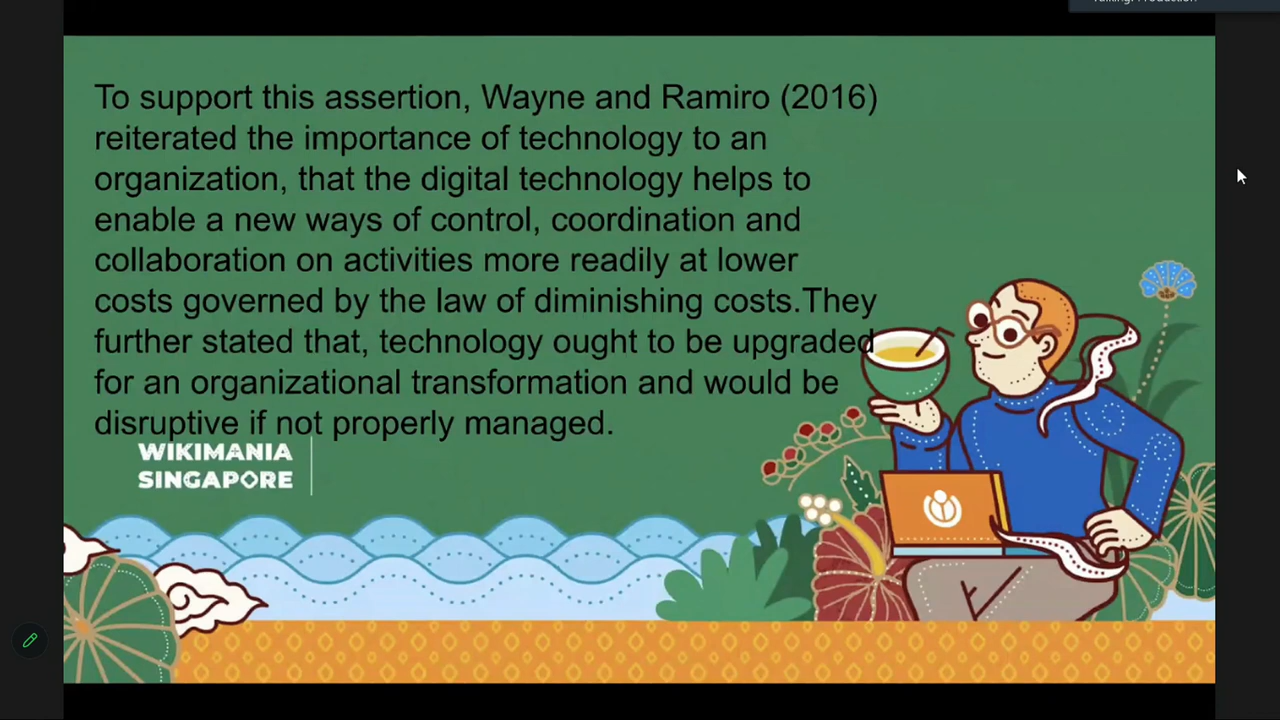 To support this assertion, Wayne and Ramiro (2016)
reiterated the importance of technology to an
organization, that the digital technology helps to
enable a new ways of control, coordination and
collaboration on activities more readily at lower
costs governed by the law of diminishing costs.They
further stated that, technology ought to be upgraded
for an organizational transformation and would be
disruptive if not properly managed.
WIKIMANIA
SINGAPORE